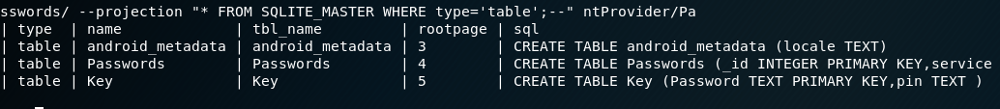 sswords/ --projection "* FROM SQLITE_MASTER WHERE type='table';--" ntProvider/Pa
| type | name | tbl_name | rootpage | sql
| table | android_metadata | android_metadata | 3 | CREATE TABLE android_metadata (locale TEXT)
| table | Passwords | Passwords | 4 | CREATE TABLE Passwords (_id INTEGER PRIMARY KEY,service
| table | Key | Key | 5 | CREATE TABLE Key (Password TEXT PRIMARY KEY,pin TEXT )